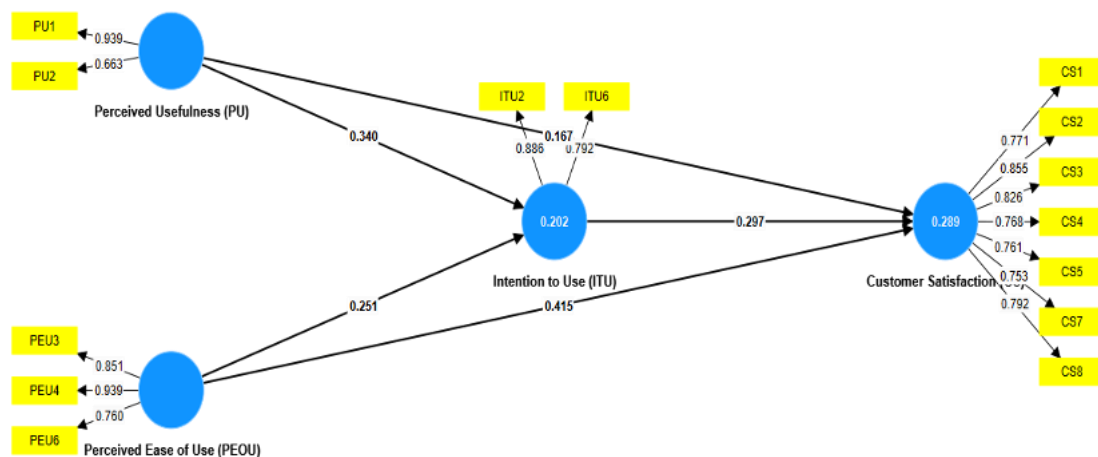 PU1
0.939
PU2
0.663
Perceived Usefulness (PU)
ITU2
ITU6
0.886
0.792
0.340
0.167
0.202
Intention to Use (ITU)
0.297
0.251
0.415
PEU3
0.851
PEU4
0.939
PEU6
0.760
Perceived Ease of Use (PEOU)
0.289
Customer Satisfaction
CS1
0.771
CS2
0.855
CS3
0.826
CS4
0.768
CS5
0.761
CS7
0.753
CS8
0.792